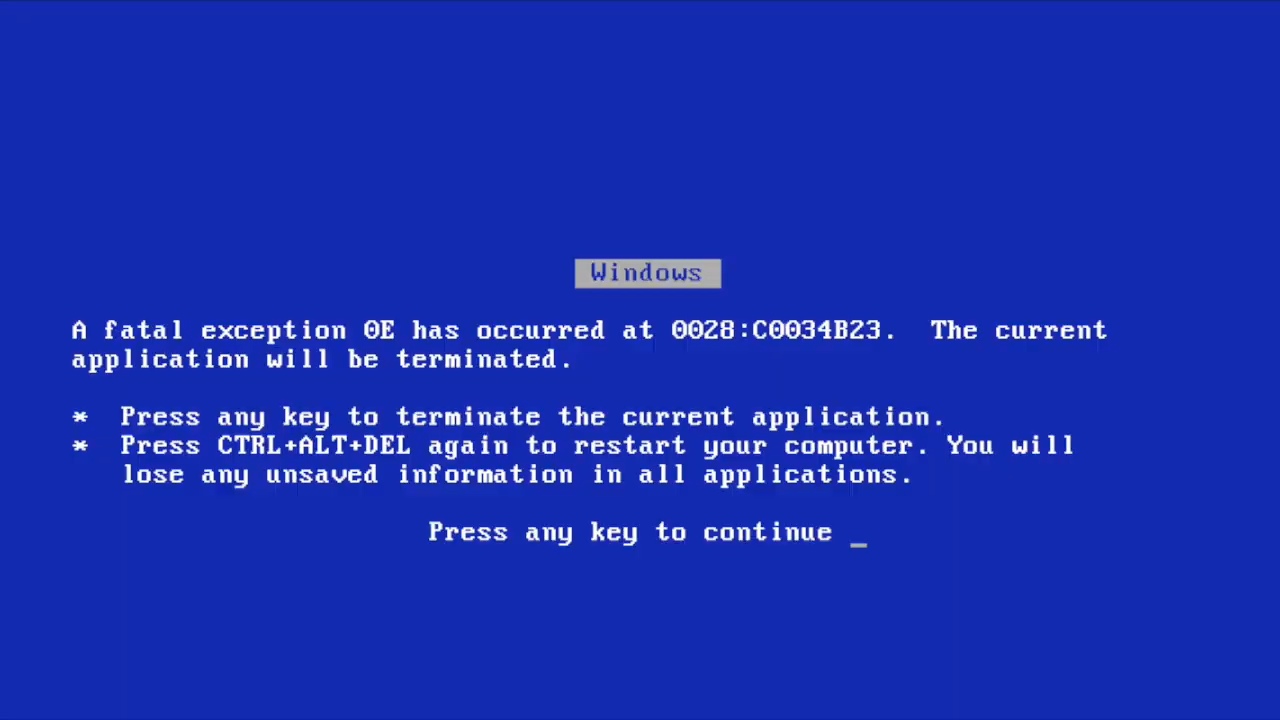 Windows
A fatal exception 0E has occurred at 0028:C0034B23.  The current
application will be terminated.
*  Press any key to terminate the current application.
*  Press CTRL+ALT+DEL again to restart your computer. You will
lose any unsaved information in all applications.
Press any key to continue _